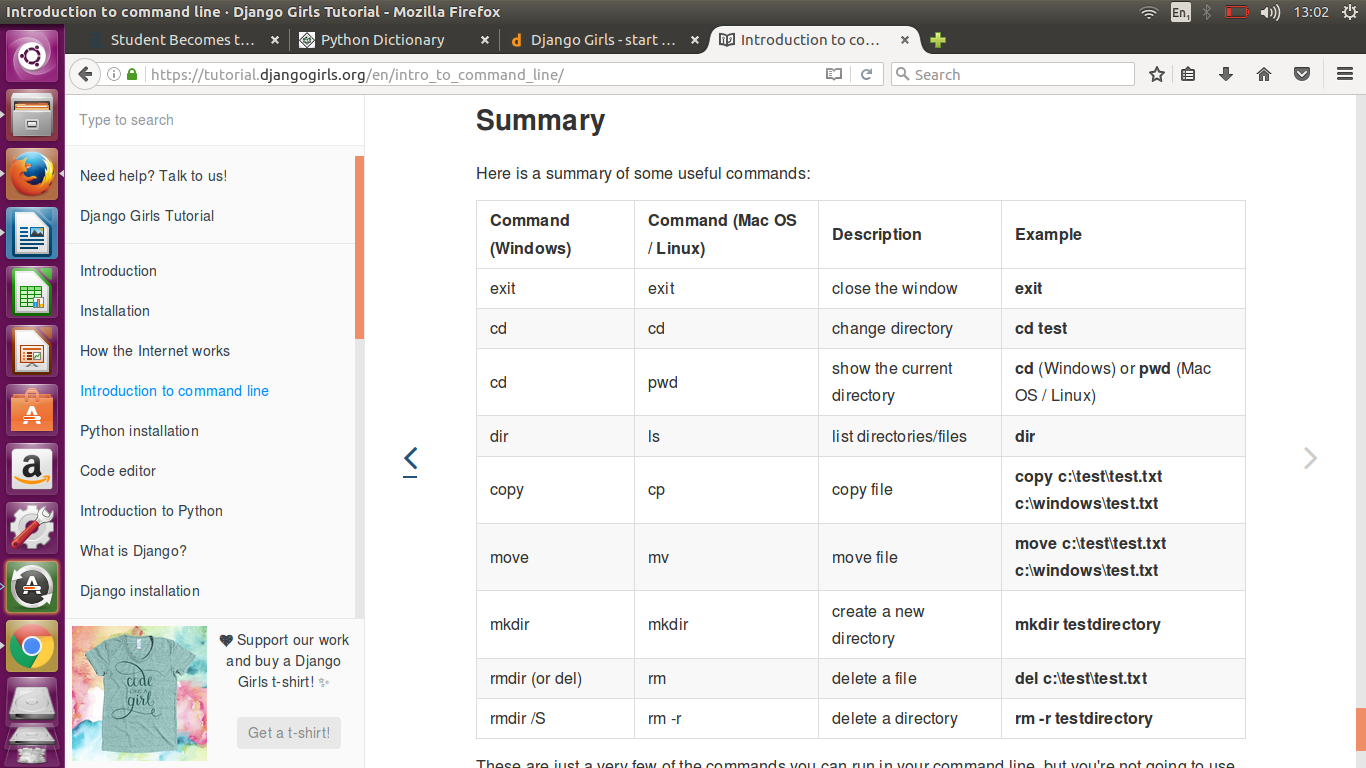 Introduction to command line · Django Girls Tutorial - Mozilla Firefox
En1
13:02
Student Becomes t...
Python Dictionary
Django Girls - start ...
Introduction to co...
https://tutorial.djangogirls.org/en/intro_to_command_line/
Search
Type to search
Need help? Talk to us!
Django Girls Tutorial
Introduction
Installation
How the Internet works
Introduction to command line
Python installation
Code editor
Introduction to Python
What is Django?
Django installation
code
like a
girl
Support our work
and buy a Django
Girls t-shirt! ✨
Get a t-shirt!
Summary
Here is a summary of some useful commands:
Command (Windows) Command (Mac OS / Linux) Description Example
exit exit close the window exit
cd cd change directory cd test
cd pwd show the current directory cd (Windows) or pwd (Mac OS / Linux)
dir ls list directories/files dir
copy cp copy file copy c:\test\test.txt c:\windows\test.txt
move mv move file move c:\test\test.txt c:\windows\test.txt
mkdir mkdir create a new directory mkdir testdirectory
rmdir (or del) rm delete a file del c:\test\test.txt
rmdir /S rm -r delete a directory rm -r testdirectory
These are just a very few of the commands you can run in your command line, but you're not going to use